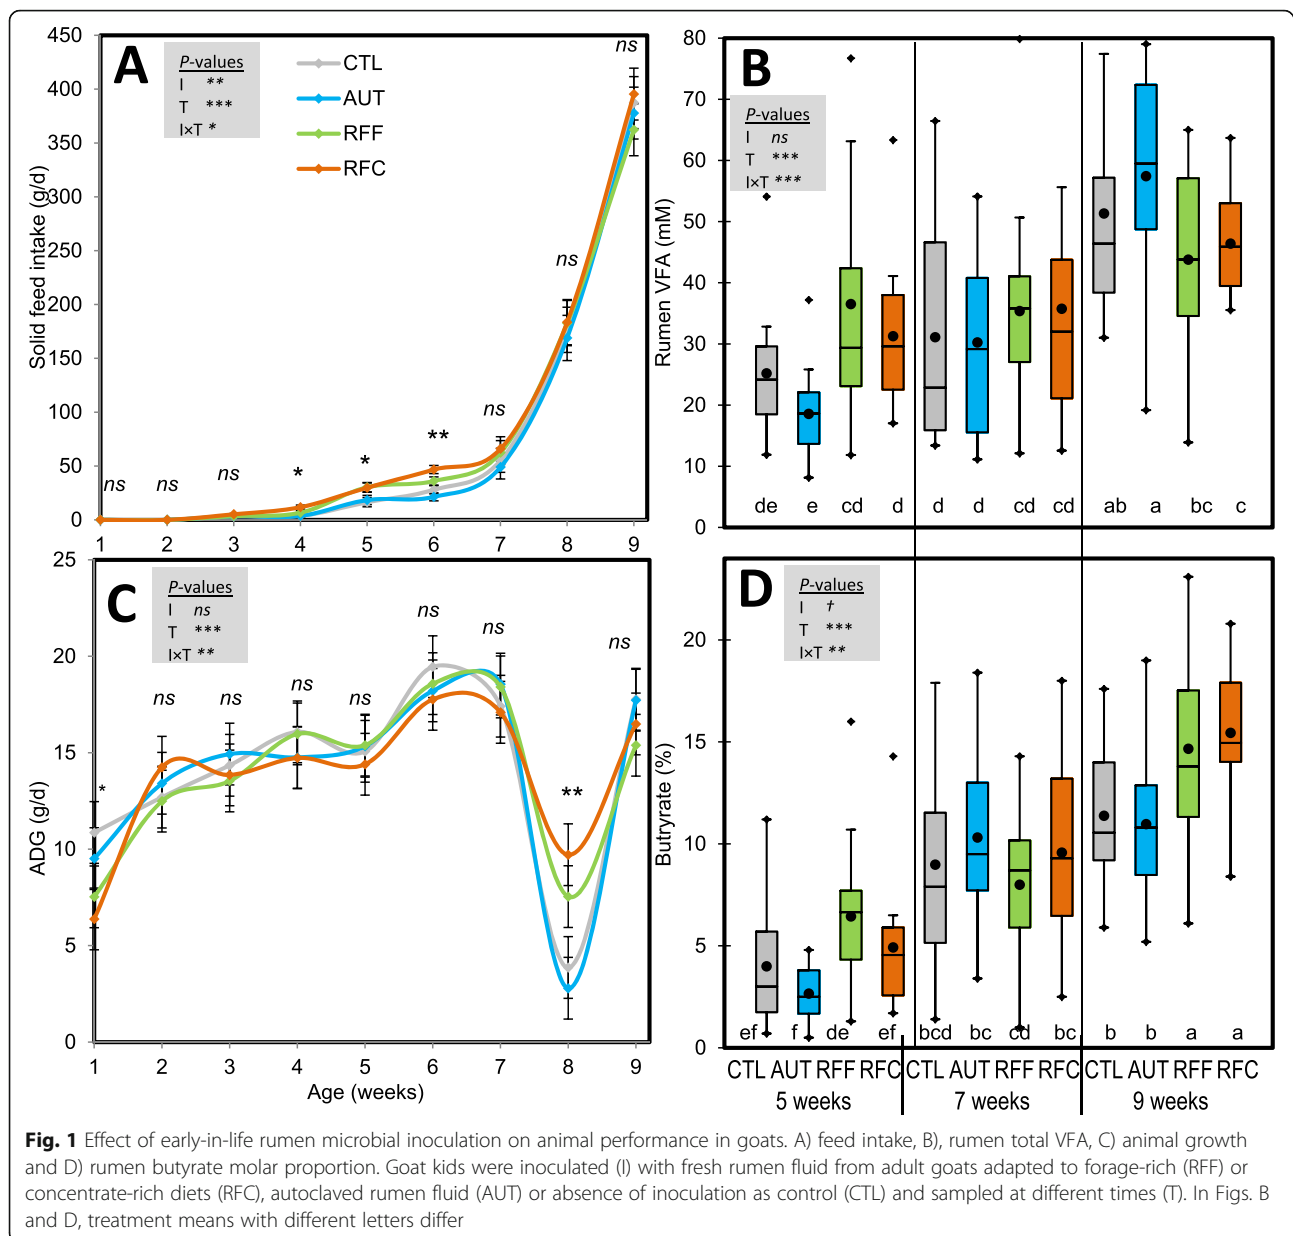 A
P-values
I **
T ***
I×T *
CTL
AUT
RFF
RFC
Solid feed intake (g/d)
450
400
350
300
250
200
150
100
50
0
ns
ns
ns
*
*
**
ns
ns
ns
1 2 3 4 5 6 7 8 9
B
P-values
I ns
T ***
I×T ***
Rumen VFA (mM)
80
70
60
50
40
30
20
10
0
de e cd d d d cd cd ab a bc c
C
P-values
I ns
T ***
I×T **
ADG (g/d)
25
20
15
10
5
0
*
ns
ns
ns
ns
ns
ns
**
ns
1 2 3 4 5 6 7 8 9
Age (weeks)
D
P-values
I †
T ***
I×T **
Butnyrate (%)
20
15
10
5
0
ef f de ef bcd bc cd bc b b a a
CTL AUT RFF RFC CTL AUT RFF RFC CTL AUT RFF RFC
5 weeks 7 weeks 9 weeks
Fig. 1 Effect of early-in-life rumen microbial inoculation on animal performance in goats. A) feed intake, B), rumen total VFA, C) animal growth
and D) rumen butyrate molar proportion. Goat kids were inoculated (I) with fresh rumen fluid from adult goats adapted to forage-rich (RFF) or
concentrate-rich diets (RFC), autoclaved rumen fluid (AUT) or absence of inoculation as control (CTL) and sampled at different times (T). In Figs. B
and D, treatment means with different letters differ